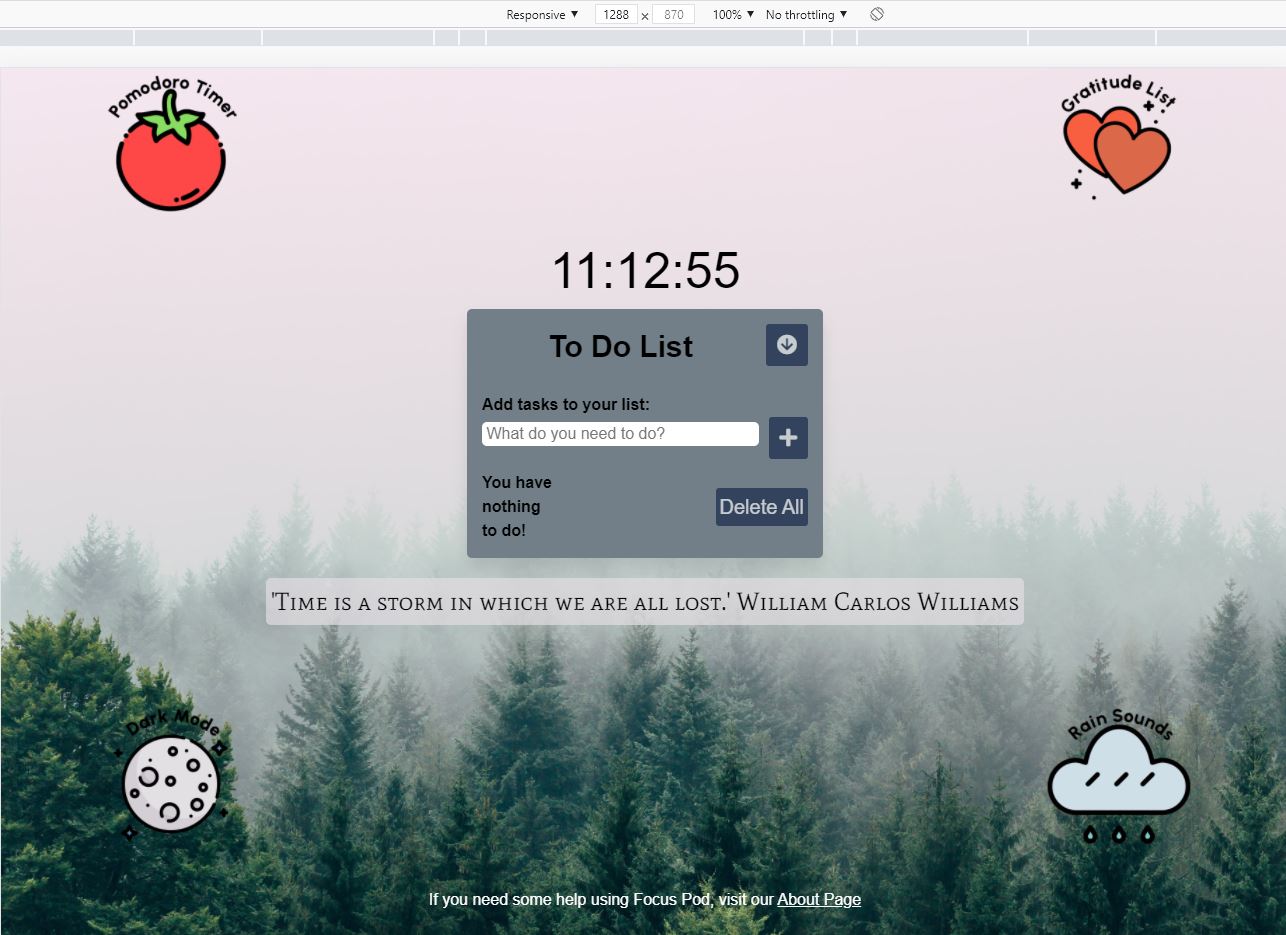 Responsive 1288 x 870 100% No throttling
Pomodoro Timer
Gratitude List
11:12:55
To Do List
Add tasks to your list:
What do you need to do?
You have
nothing
to do!
Delete All
'Time is a storm in which we are all lost.' William Carlos Williams
Dark Mode
Rain Sounds
If you need some help using Focus Pod, visit our About Page